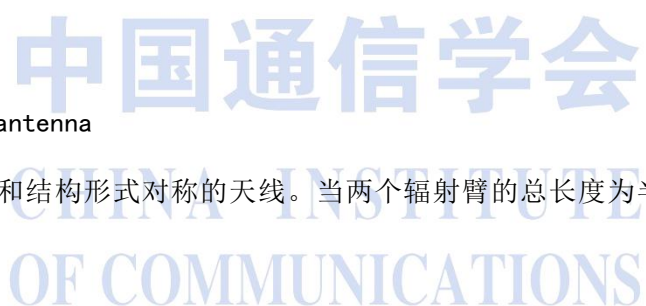 中国通信学会
antenna
和结构形式对称的天线。当两个辐射臂的总长度为
CHINA INSTITUTE
OF COMMUNICATIONS